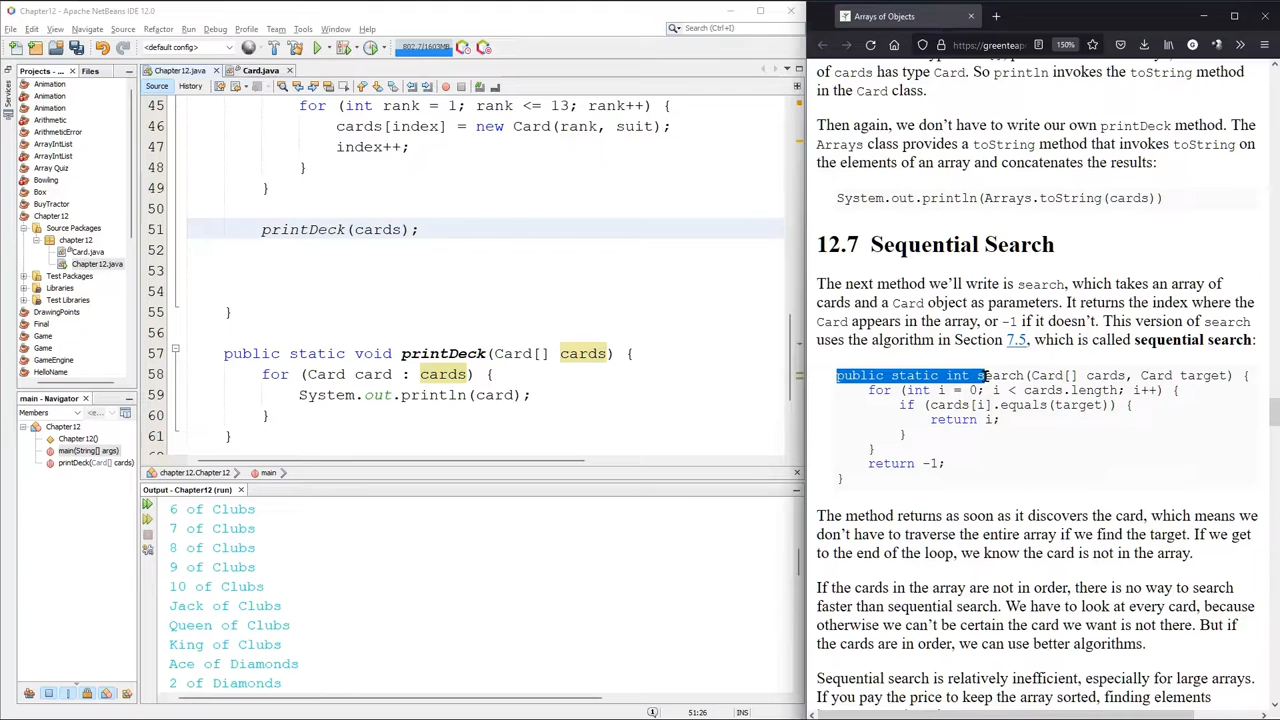 Chapter12 - Apache NetBeans IDE 12.0
File Edit View Navigate Source Refactor Run Debug Profile Team Tools Window Help
Search (Ctrl+I)
<default config>
802.7/1603MB
Projects - ...
Files
Services
Animation
Animation
Animation
Arithmetic
ArithmeticError
ArrayIntList
ArrayIntList
Array Quiz
Bowling
Box
BuyTractor
Chapter12
Source Packages
chapter12
Card.java
Chapter12.java
Test Packages
Libraries
Test Libraries
DrawingPoints
Final
Game
Game
GameEngine
HelloName
main - Navigator
Members
<e...
Chapter12
Chapter12()
main(String[] args)
printDeck(Card[] cards)
Chapter12.java
Card.java
Source History
45 for (int rank = 1; rank <= 13; rank++) {
46 cards[index] = new Card(rank, suit);
47 index++;
48 }
49 }
50
51 printDeck(cards);
52
53
54
55 }
56
57 public static void printDeck(Card[] cards) {
58 for (Card card : cards) {
59 System.out.println(card);
60 }
61 }
chapter12.Chapter12
main
Output - Chapter12 (run)
6 of Clubs
7 of Clubs
8 of Clubs
9 of Clubs
10 of Clubs
Jack of Clubs
Queen of Clubs
King of Clubs
Ace of Diamonds
2 of Diamonds
51:26 INS
Arrays of Objects
https://greenteap
150%
of cards has type Card. So println invokes the toString method
in the Card class.
Then again, we don't have to write our own printDeck method. The
Arrays class provides a toString method that invokes toString on
the elements of an array and concatenates the results:
System.out.println(Arrays.toString(cards))
12.7 Sequential Search
The next method we'll write is search, which takes an array of
cards and a Card object as parameters. It returns the index where the
Card appears in the array, or -1 if it doesn't. This version of search
uses the algorithm in Section 7.5, which is called sequential search:
public static int search(Card[] cards, Card target) {
for (int i = 0; i < cards.length; i++) {
if (cards[i].equals(target)) {
return i;
}
}
return -1;
}
The method returns as soon as it discovers the card, which means we
don't have to traverse the entire array if we find the target. If we get
to the end of the loop, we know the card is not in the array.
If the cards in the array are not in order, there is no way to search
faster than sequential search. We have to look at every card, because
otherwise we can't be certain the card we want is not there. But if
the cards are in order, we can use better algorithms.
Sequential search is relatively inefficient, especially for large arrays.
If you pay the price to keep the array sorted, finding elements